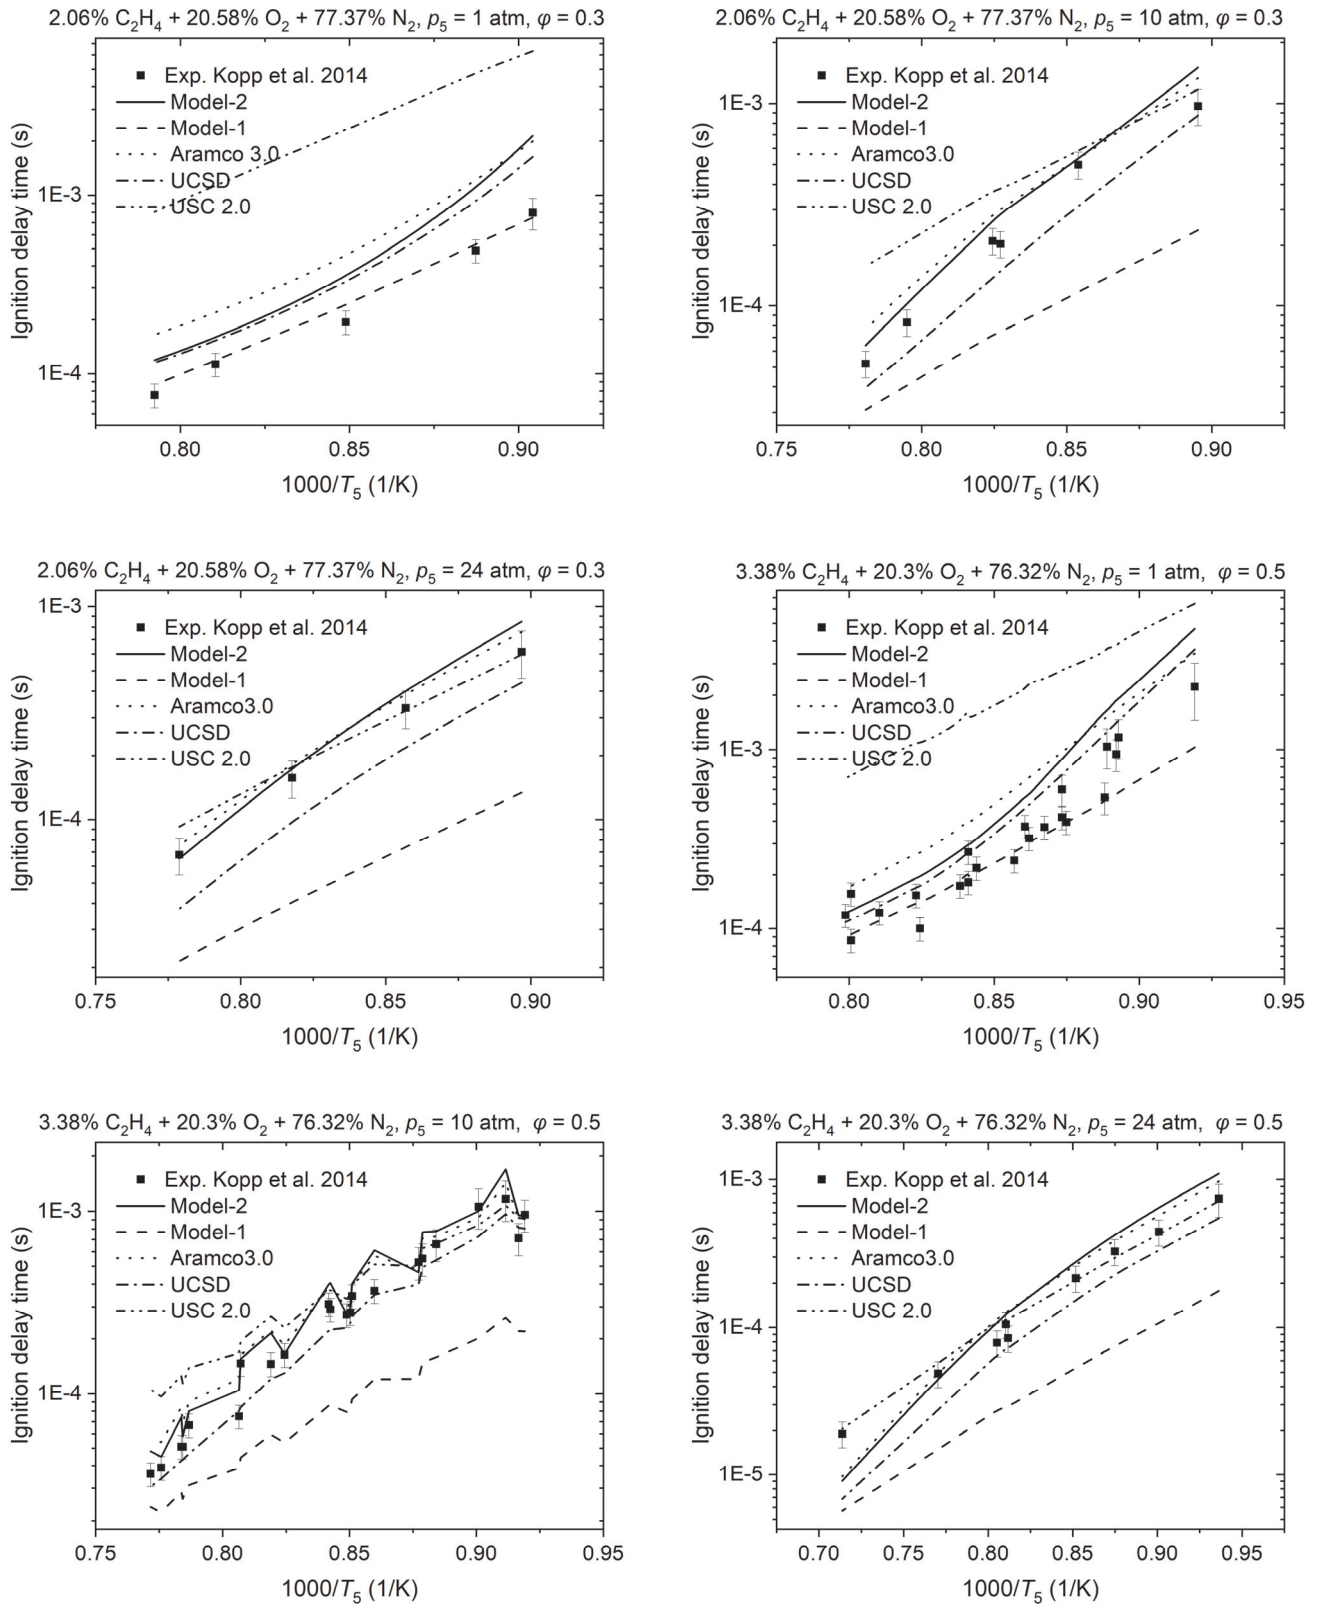 2.06% C₂H₄ + 20.58% O₂ + 77.37% N₂, p₅ = 1 atm, φ = 0.3
Exp. Kopp et al. 2014
Model-2
Model-1
Aramco 3.0
UCSD
USC 2.0
Ignition delay time (s)
1E-3
1E-4
0.80 0.85 0.90
1000/T₅ (1/K)
2.06% C₂H₄ + 20.58% O₂ + 77.37% N₂, p₅ = 10 atm, φ = 0.3
Exp. Kopp et al. 2014
Model-2
Model-1
Aramco3.0
UCSD
USC 2.0
Ignition delay time (s)
1E-3
1E-4
0.75 0.80 0.85 0.90
1000/T₅ (1/K)
2.06% C₂H₄ + 20.58% O₂ + 77.37% N₂, p₅ = 24 atm, φ = 0.3
Exp. Kopp et al. 2014
Model-2
Model-1
Aramco3.0
UCSD
USC 2.0
Ignition delay time (s)
1E-3
1E-4
0.75 0.80 0.85 0.90
1000/T₅ (1/K)
3.38% C₂H₄ + 20.3% O₂ + 76.32% N₂, p₅ = 1 atm, φ = 0.5
Exp. Kopp et al. 2014
Model-2
Model-1
Aramco3.0
UCSD
USC 2.0
Ignition delay time (s)
1E-3
1E-4
0.80 0.85 0.90 0.95
1000/T₅ (1/K)
3.38% C₂H₄ + 20.3% O₂ + 76.32% N₂, p₅ = 10 atm, φ = 0.5
Exp. Kopp et al. 2014
Model-2
Model-1
Aramco3.0
UCSD
USC 2.0
Ignition delay time (s)
1E-3
1E-4
0.75 0.80 0.85 0.90 0.95
1000/T₅ (1/K)
3.38% C₂H₄ + 20.3% O₂ + 76.32% N₂, p₅ = 24 atm, φ = 0.5
Exp. Kopp et al. 2014
Model-2
Model-1
Aramco3.0
UCSD
USC 2.0
Ignition delay time (s)
1E-3
1E-4
1E-5
0.70 0.75 0.80 0.85 0.90 0.95
1000/T₅ (1/K)